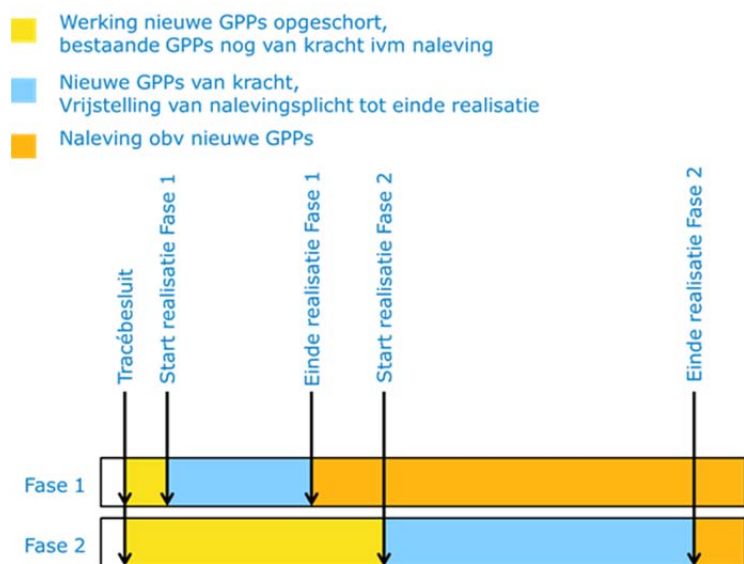 Werking nieuwe GPPs opgeschort,
bestaande GPPs nog van kracht ivm naleving
Nieuwe GPPs van kracht,
Vrijstelling van nalevingsplicht tot einde realisatie
Naleving obv nieuwe GPPs
Tracébesluit
Start realisatie Fase 1
Einde realisatie Fase 1
Start realisatie Fase 2
Einde realisatie Fase 2
Fase 1
Fase 2